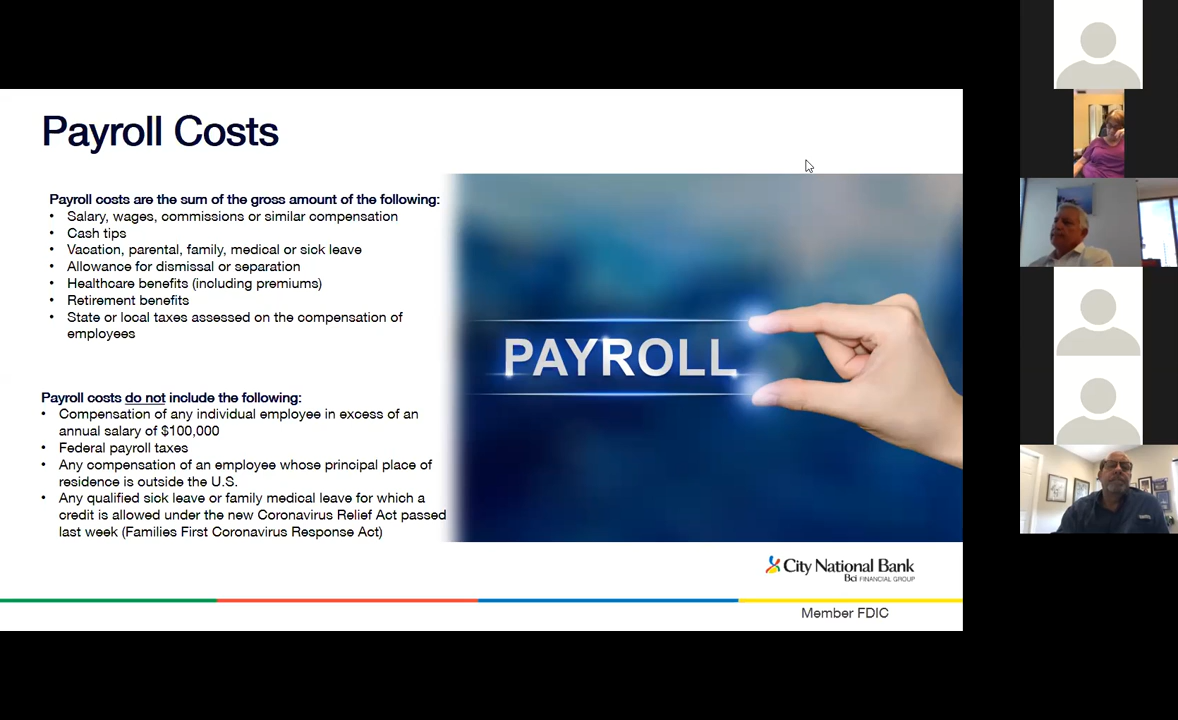 Payroll Costs
Payroll costs are the sum of the gross amount of the following:
• Salary, wages, commissions or similar compensation
• Cash tips
• Vacation, parental, family, medical or sick leave
• Allowance for dismissal or separation
• Healthcare benefits (including premiums)
• Retirement benefits
• State or local taxes assessed on the compensation of
employees
Payroll costs do not include the following:
• Compensation of any individual employee in excess of an
annual salary of $100,000
• Federal payroll taxes
• Any compensation of an employee whose principal place of
residence is outside the U.S.
• Any qualified sick leave or family medical leave for which a
credit is allowed under the new Coronavirus Relief Act passed
last week (Families First Coronavirus Response Act)
PAYROLL
City National Bank
Bci FINANCIAL GROUP
Member FDIC